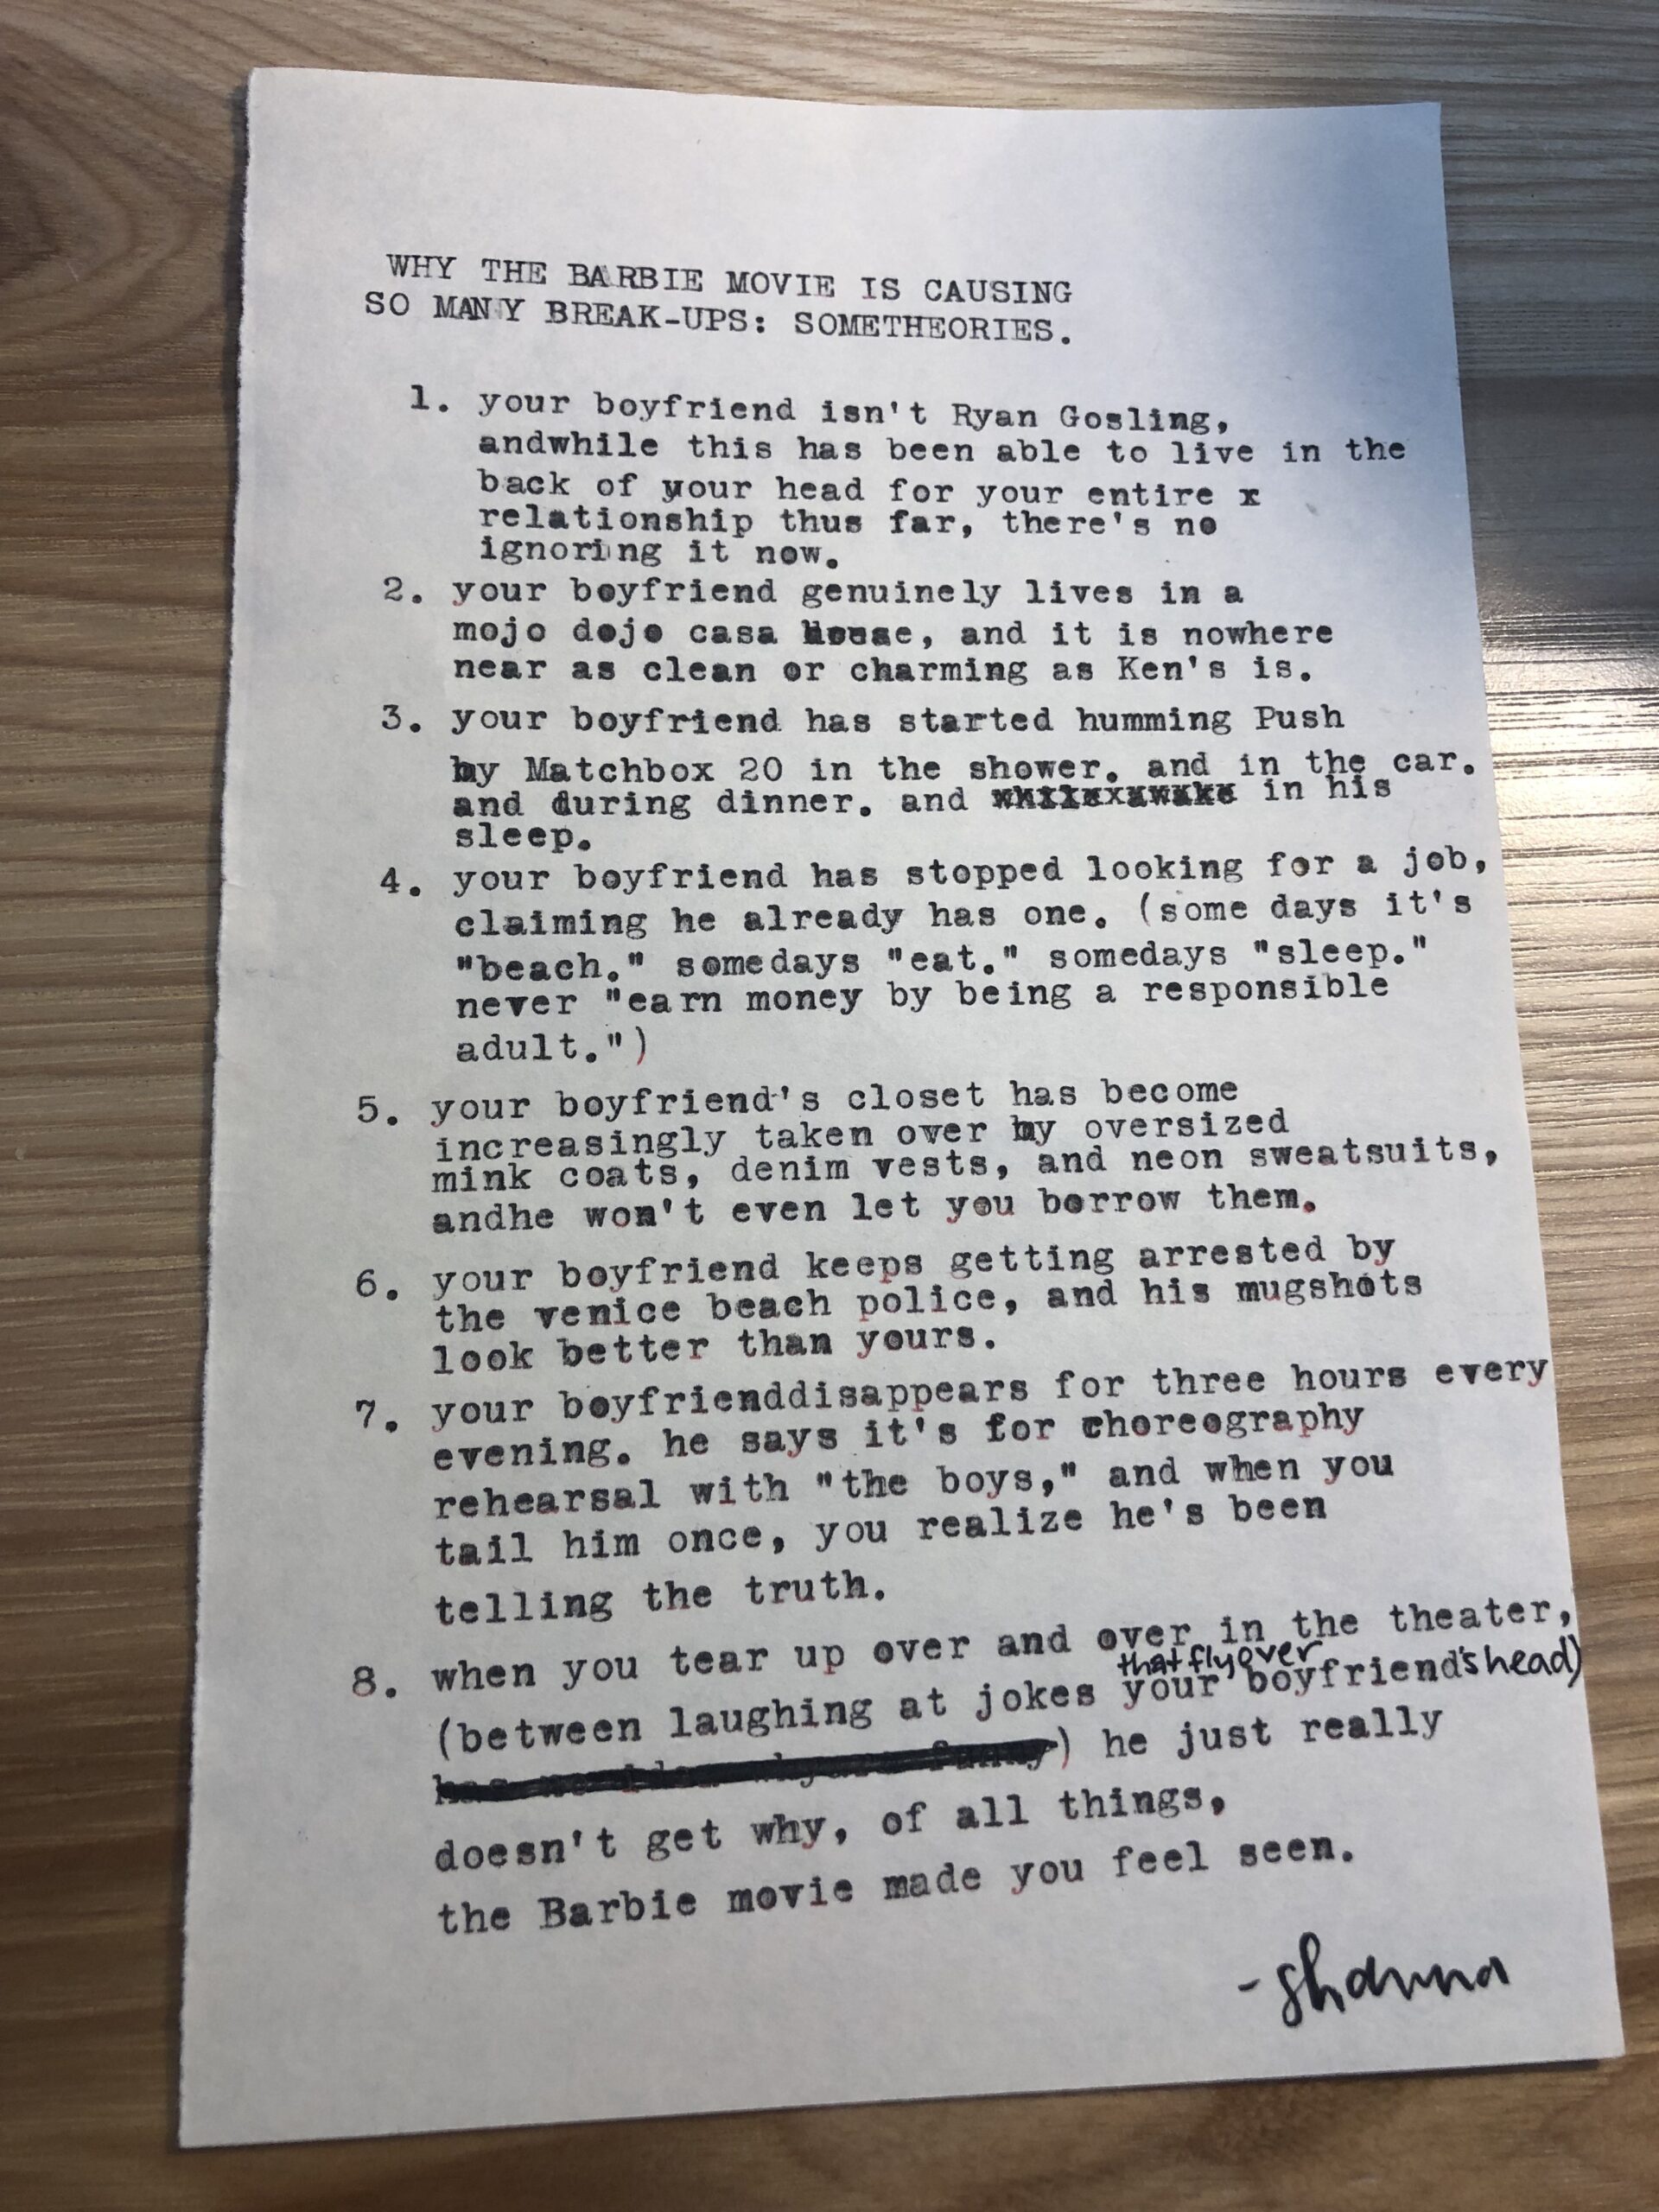 WHY THE BARBIE MOVIE IS CAUSING
SO MANY BREAK-UPS: SOMETHEORIES.
1. your boyfriend isn't Ryan Gosling,
andwhile this has been able to live in the
back of your head for your entire x
relationship thus far, there's no
ignoring it now.
2. your boyfriend genuinely lives in a
mojo dojo casa house, and it is nowhere
near as clean or charming as Ken's is.
3. your boyfriend has started humming Push
by Matchbox 20 in the shower. and in the car.
and during dinner. and in his
sleep.
4. your boyfriend has stopped looking for a job,
claiming he already has one. (some days it's
"beach." somedays "eat." somedays "sleep."
never "earn money by being a responsible
adult.")
5. your boyfriend's closet has become
increasingly taken over by oversized
mink coats, denim vests, and neon sweatsuits,
andhe won't even let you borrow them.
6. your boyfriend keeps getting arrested by
the venice beach police, and his mugshots
look better than yours.
7. your boyfrienddisappears for three hours every
evening. he says it's for choreography
rehearsal with "the boys," and when you
tail him once, you realize he's been
telling the truth.
8. when you tear up over and over in the theater,
that fly over
(between laughing at jokes your boyfriend's head)
) he just really
doesn't get why, of all things,
the Barbie movie made you feel seen.
-shanna